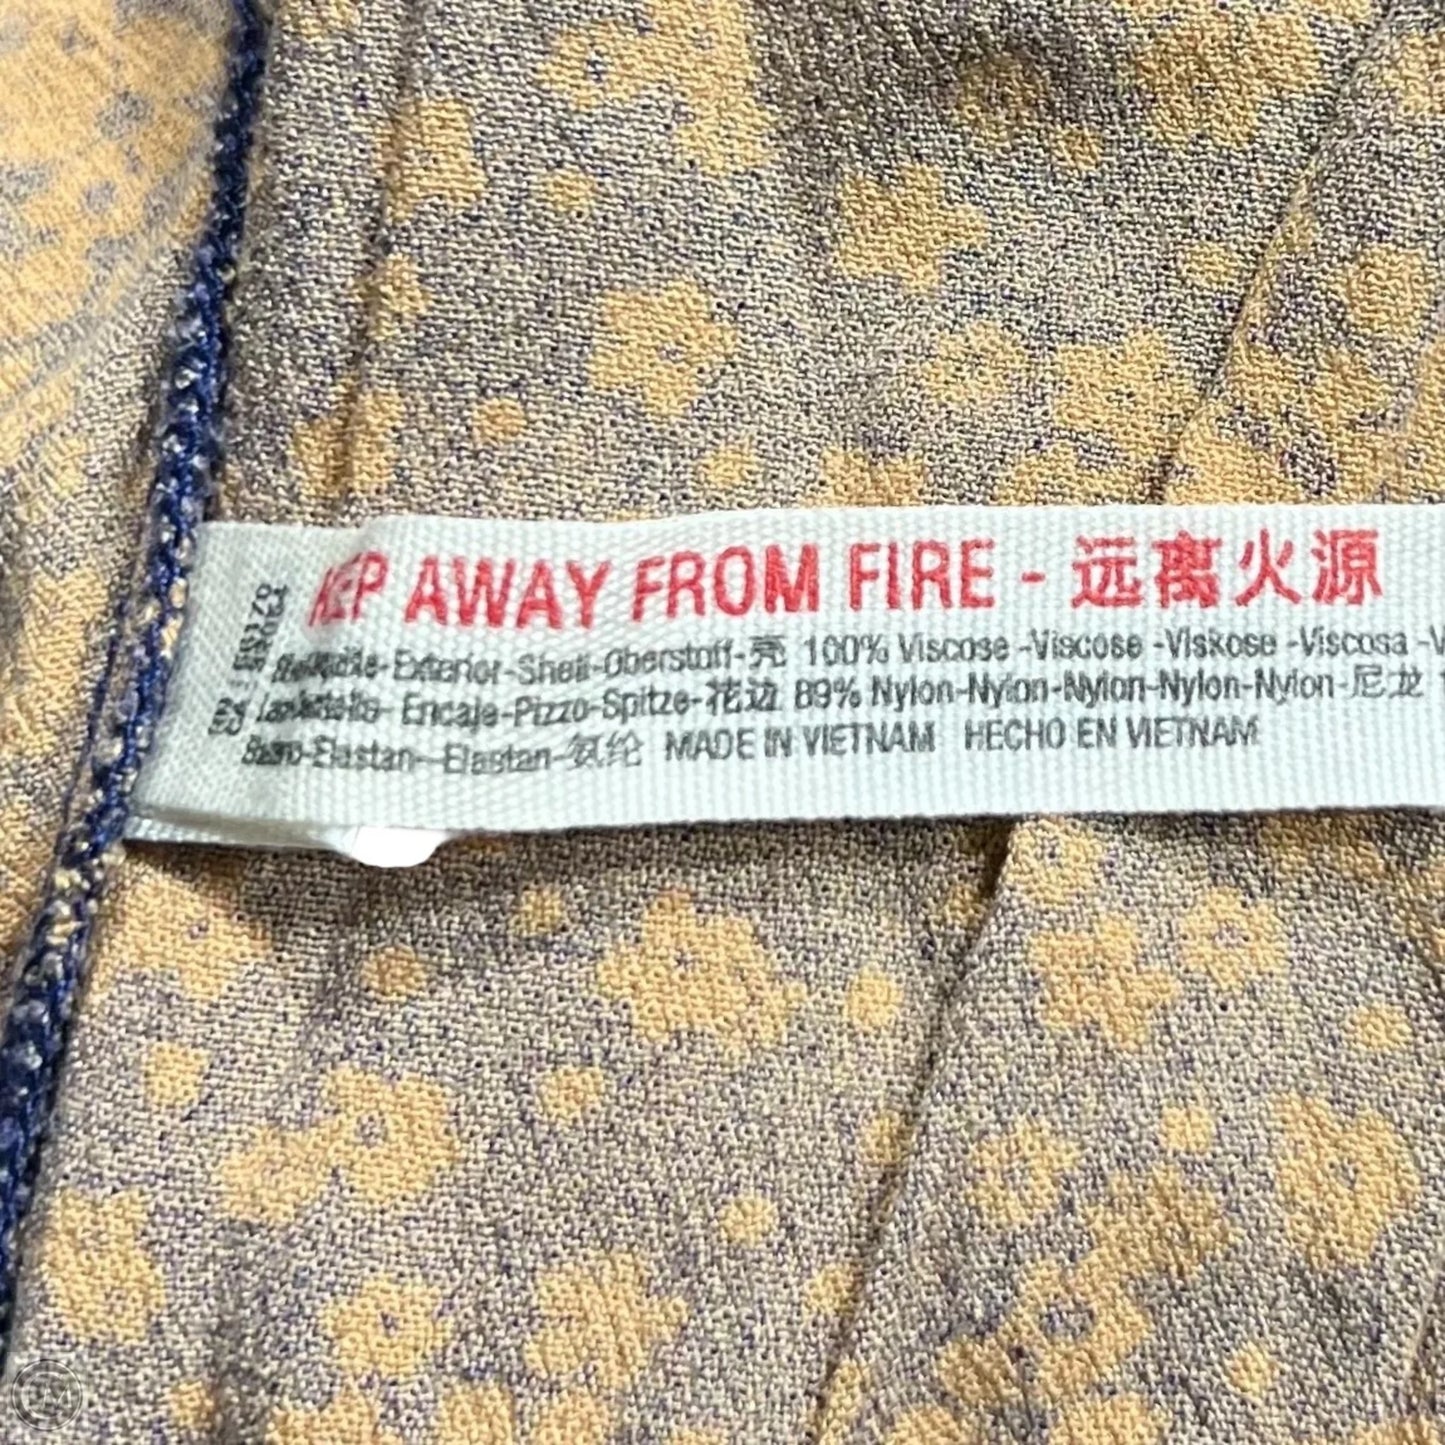 AWAY FROM FIRE - 远离火源
Exterior-Shell-Oberstoff-壳 100% Viscose -Viscose -Viskose -Viscosa -V
Encaje-Pizzo-Spitze-花边 89% Nylon-Nylon-Nylon-Nylon-Nylon-尼龙 1
Elastan- -Elastan-氨纶 MADE IN VIETNAM HECHO EN VIETNAM